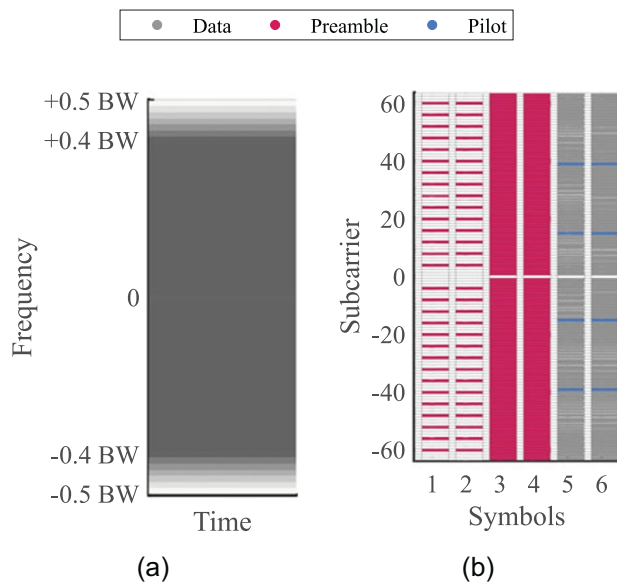 Data Preamble Pilot
+0.5 BW
+0.4 BW
0
-0.4 BW
-0.5 BW
Frequency
Time
(a)
60
40
20
0
-20
-40
-60
Subcarrier
1 2 3 4 5 6
Symbols
(b)